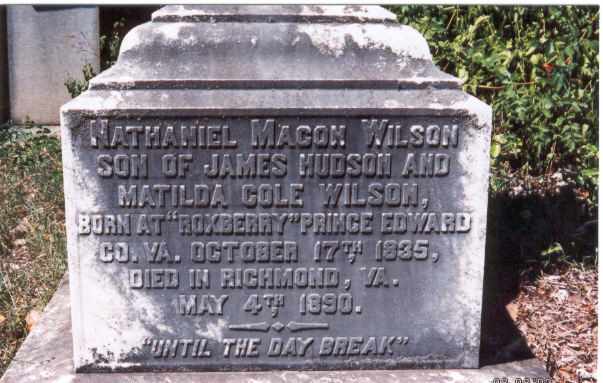 NATHANIEL MACON WILSON
SON OF JAMES HUDSON AND
MATILDA COLE WILSON,
BORN AT "ROXBERRY" PRINCE EDWARD
CO. VA. OCTOBER 17TH 1835,
DIED IN RICHMOND, VA.
MAY 4TH 1890.
"UNTIL THE DAY BREAK"